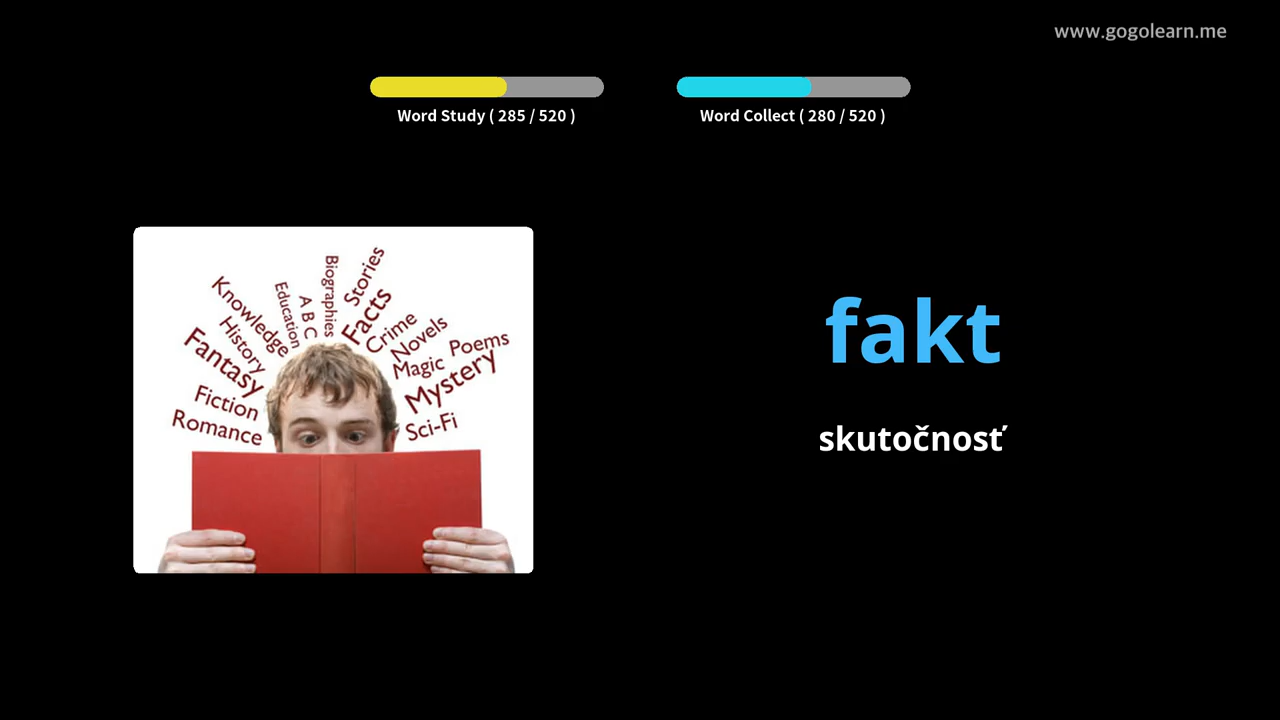 www.gogolearn.me
Word Study ( 285 / 520 )
Word Collect ( 280 / 520 )
Knowledge
Education
A B C
Biographies
Stories
Facts
History
Crime
Novels
Fantasy
Magic
Poems
Mystery
Fiction
Romance
Sci-Fi
fakt
skutočnosť